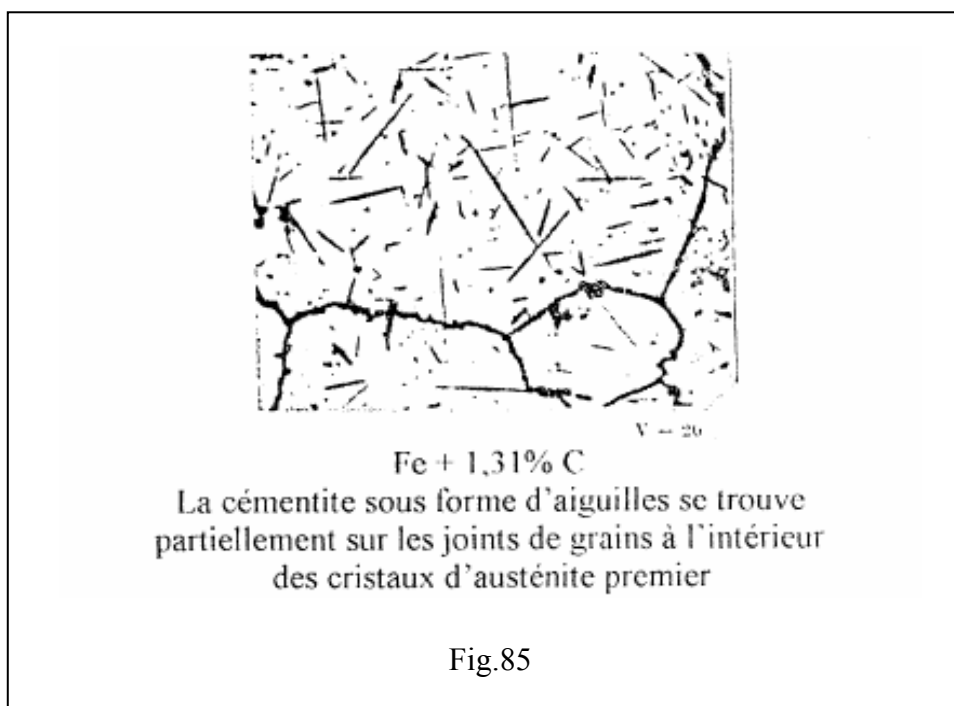 Fe + 1,31% C
La cémentite sous forme d'aiguilles se trouve
partiellement sur les joints de grains à l'intérieur
des cristaux d'austénite premier
Fig.85